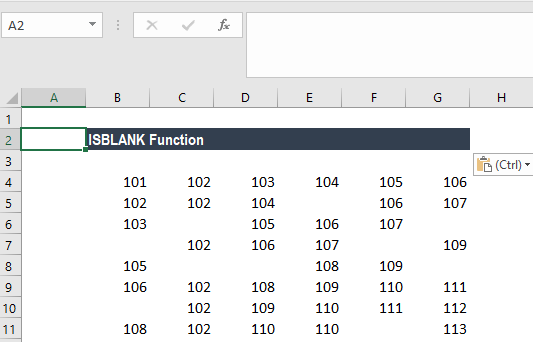 A2 fx
A B C D E F G H
1
2 ISBLANK Function
3 (Ctrl)
4 101 102 103 104 105 106
5 102 102 104 106 107
6 103 105 106 107
7 102 106 107 109
8 105 108 109
9 106 102 108 109 110 111
10 102 109 110 111 112
11 108 102 110 110 113